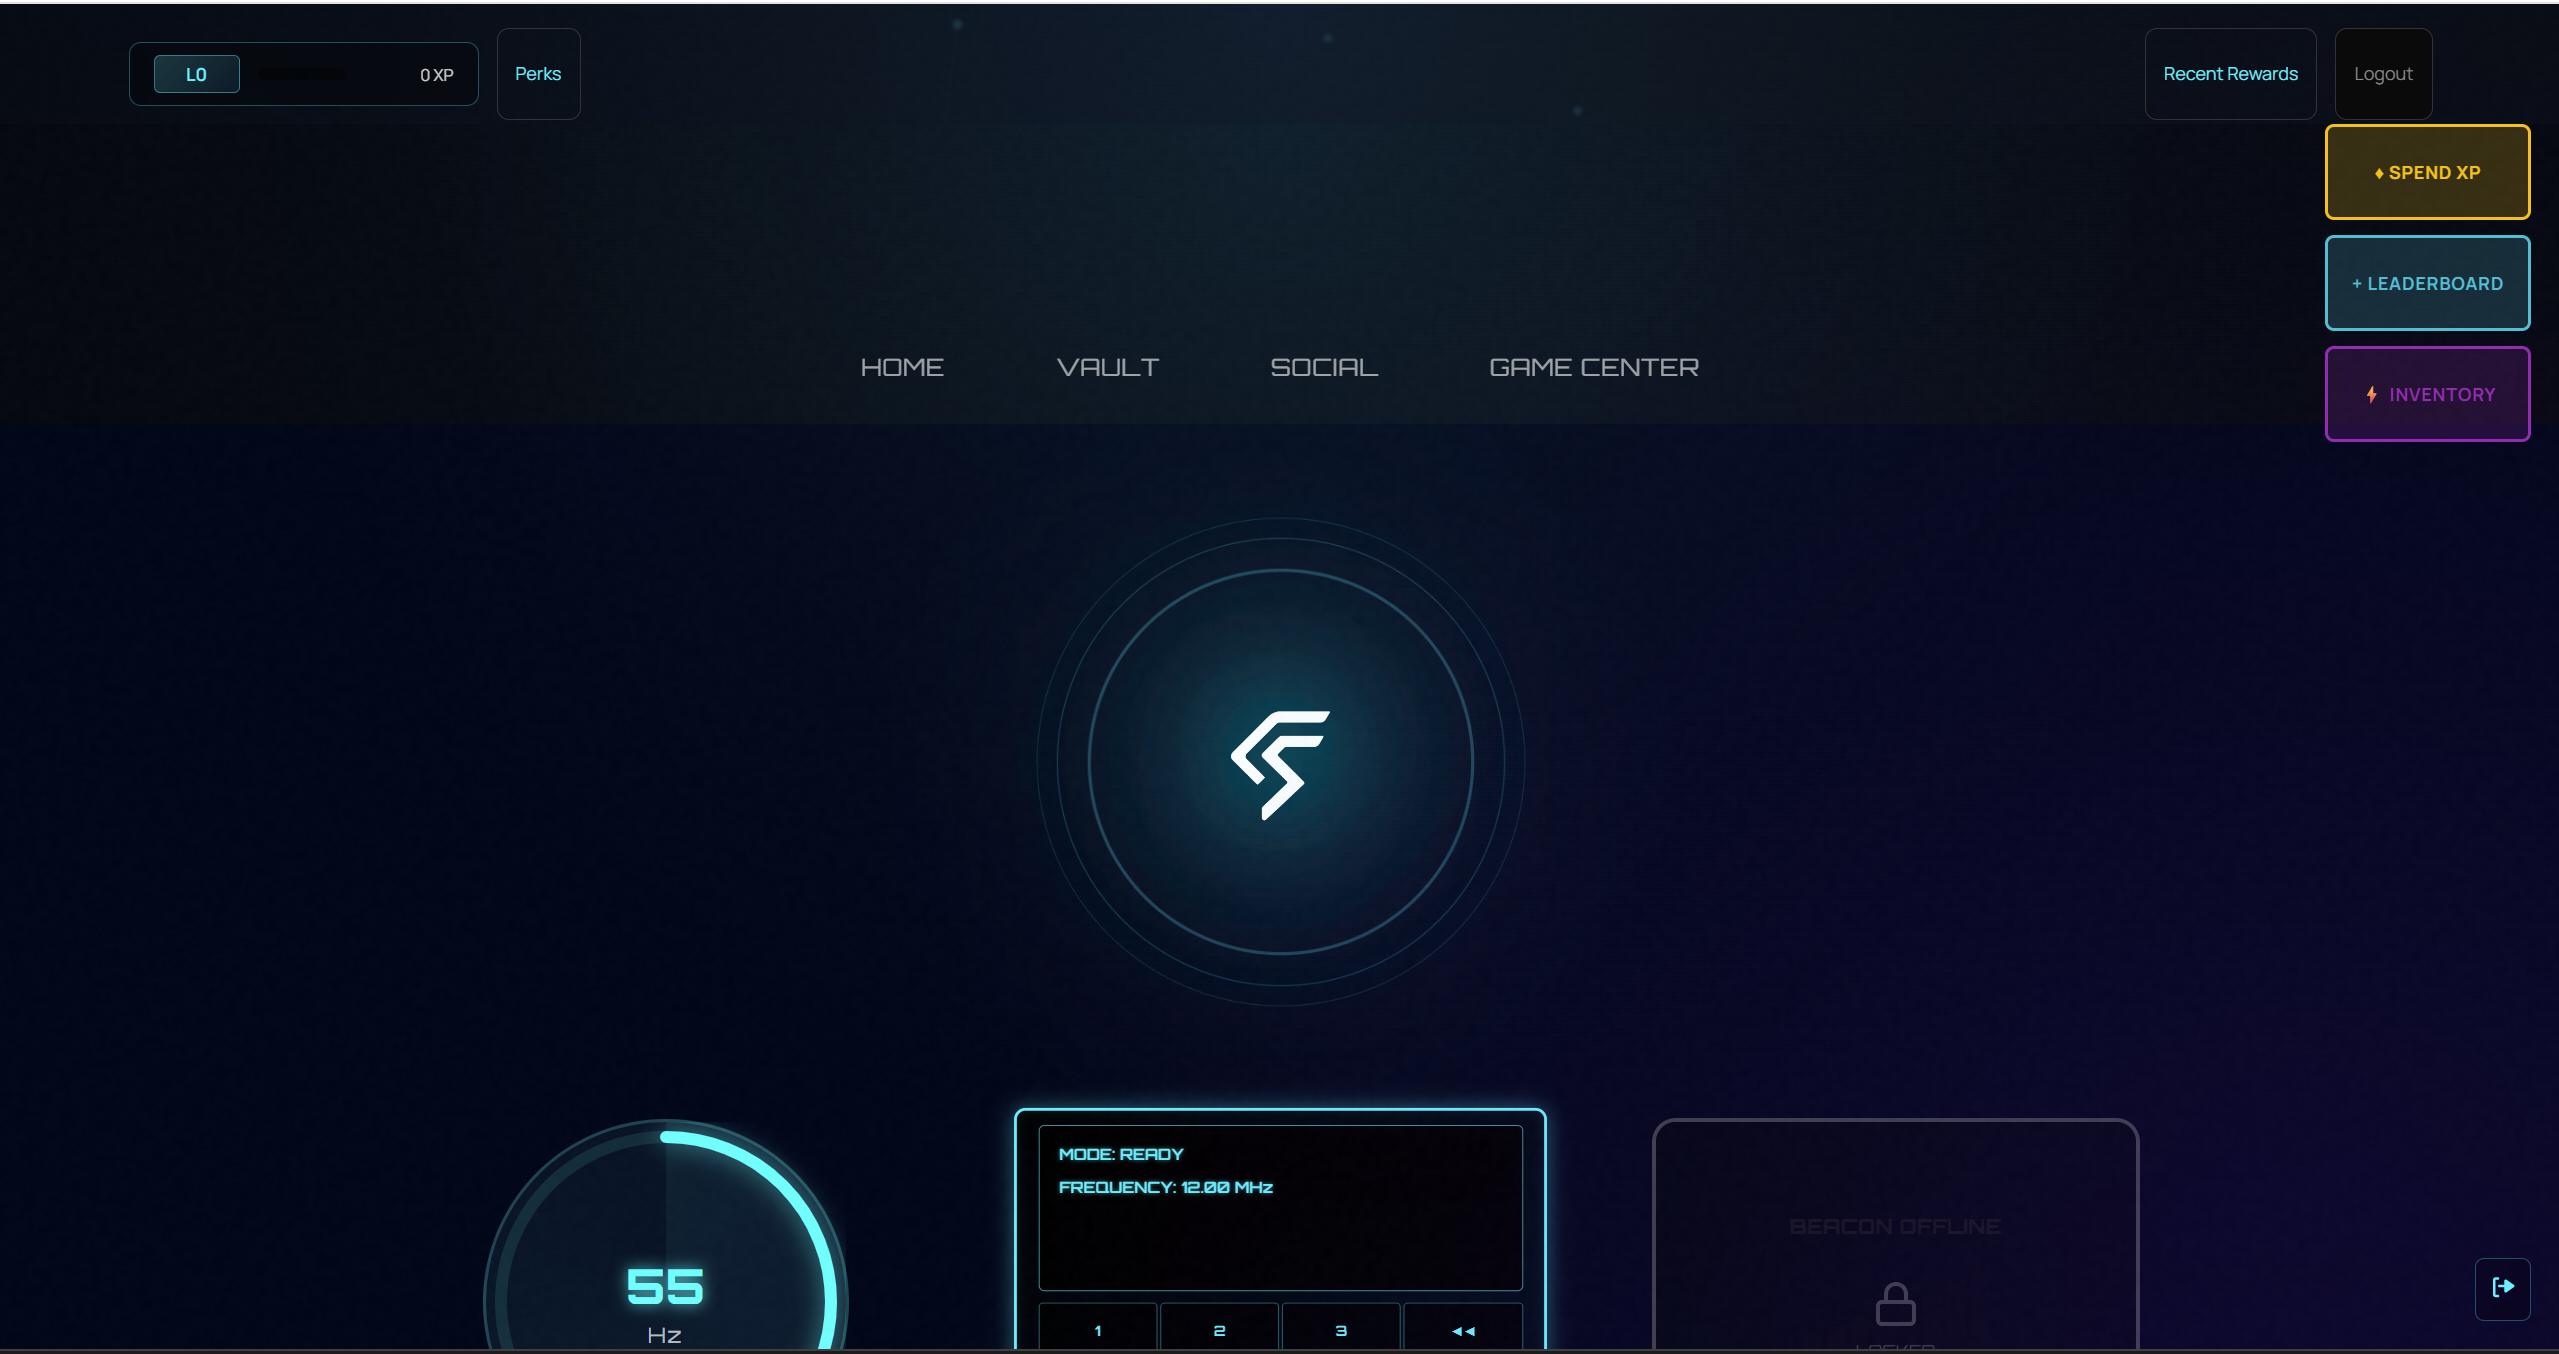 L0
0 XP
Perks
Recent Rewards
Logout
♦ SPEND XP
+ LEADERBOARD
INVENTORY
HOME
VAULT
SOCIAL
GAME CENTER
MODE: READY
FREQUENCY: 12.00 MHz
BEACON OFFLINE
55
Hz
1
2
3
◄◄
LOCKED